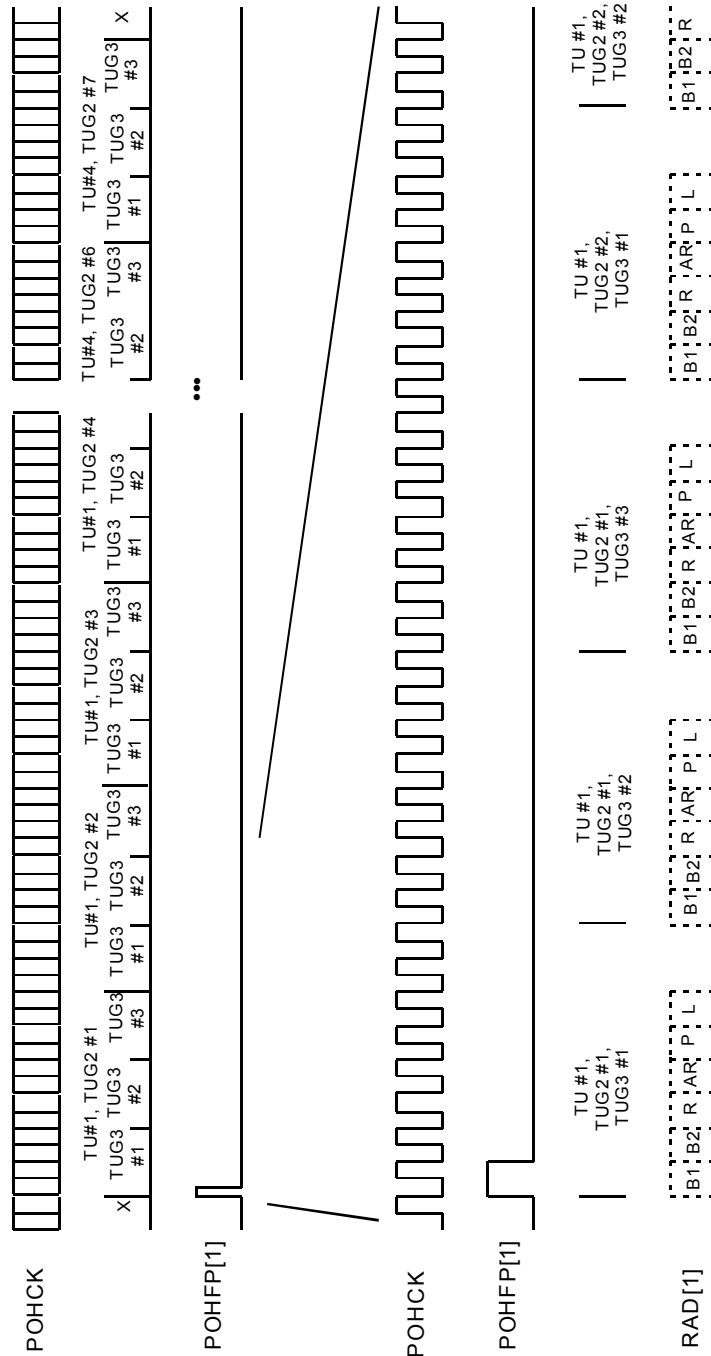 POHCK
TU#1, TUG2 #1 TU#1, TUG2 #2 TU#1, TUG2 #3 TU#1, TUG2 #4 TU#4, TUG2 #6 TU#4, TUG2 #7
X TUG3 TUG3 TUG3 TUG3 TUG3 TUG3 TUG3 TUG3 TUG3 TUG3 TUG3 TUG3 TUG3 TUG3 TUG3 TUG3 X
#1 #2 #3 #1 #2 #3 #1 #2 #3 #1 #2 #2 #3 #1 #2 #3
POHFP[1] •••
POHCK
POHFP[1]
TU #1, TU #1, TU #1, TU #1, TU #1,
TUG2 #1, TUG2 #1, TUG2 #1, TUG2 #2, TUG2 #2,
TUG3 #1 TUG3 #2 TUG3 #3 TUG3 #1 TUG3 #2
RAD[1] B1 B2 R AR P L B1 B2 R AR P L B1 B2 R AR P L B1 B2 R AR P L B1 B2 R